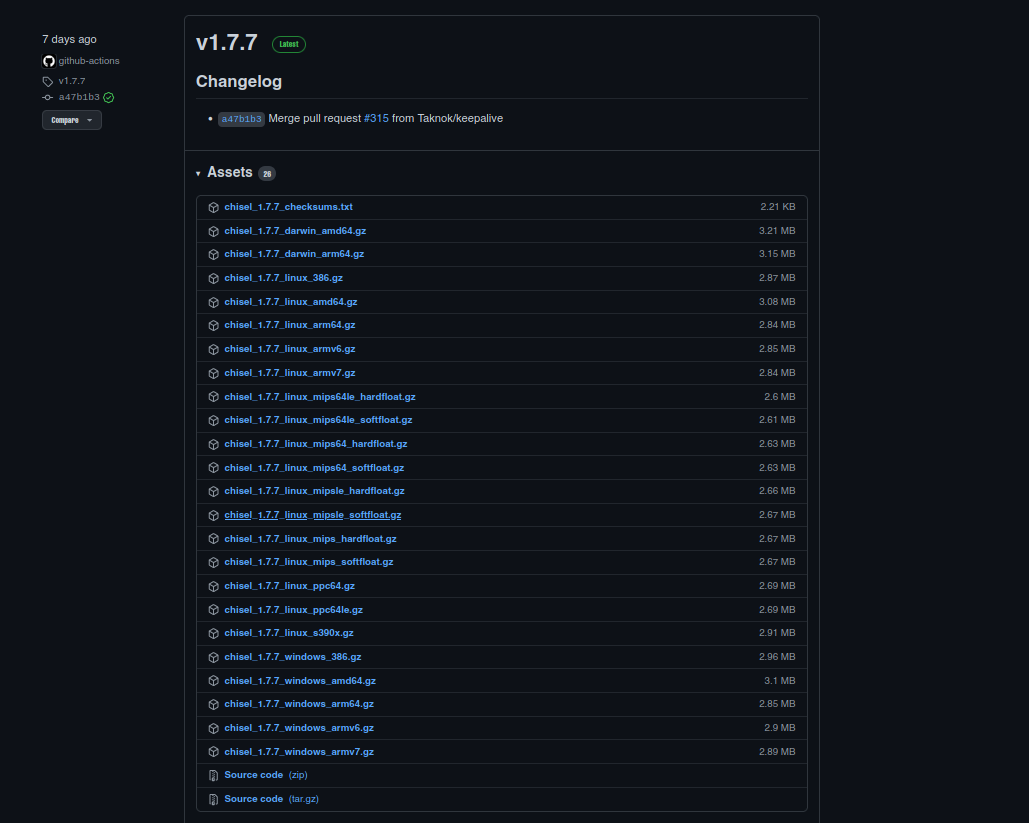 7 days ago
github-actions
v1.7.7
a47b1b3
Compare
v1.7.7 Latest
Changelog
• a47b1b3 Merge pull request #315 from Taknok/keepalive
Assets 26
chisel_1.7.7_checksums.txt 2.21 KB
chisel_1.7.7_darwin_amd64.gz 3.21 MB
chisel_1.7.7_darwin_arm64.gz 3.15 MB
chisel_1.7.7_linux_386.gz 2.87 MB
chisel_1.7.7_linux_amd64.gz 3.08 MB
chisel_1.7.7_linux_arm64.gz 2.84 MB
chisel_1.7.7_linux_armv6.gz 2.85 MB
chisel_1.7.7_linux_armv7.gz 2.84 MB
chisel_1.7.7_linux_mips64le_hardfloat.gz 2.6 MB
chisel_1.7.7_linux_mips64le_softfloat.gz 2.61 MB
chisel_1.7.7_linux_mips64_hardfloat.gz 2.63 MB
chisel_1.7.7_linux_mips64_softfloat.gz 2.63 MB
chisel_1.7.7_linux_mipsle_hardfloat.gz 2.66 MB
chisel_1.7.7_linux_mipsle_softfloat.gz 2.67 MB
chisel_1.7.7_linux_mips_hardfloat.gz 2.67 MB
chisel_1.7.7_linux_mips_softfloat.gz 2.67 MB
chisel_1.7.7_linux_ppc64.gz 2.69 MB
chisel_1.7.7_linux_ppc64le.gz 2.69 MB
chisel_1.7.7_linux_s390x.gz 2.91 MB
chisel_1.7.7_windows_386.gz 2.96 MB
chisel_1.7.7_windows_amd64.gz 3.1 MB
chisel_1.7.7_windows_arm64.gz 2.85 MB
chisel_1.7.7_windows_armv6.gz 2.9 MB
chisel_1.7.7_windows_armv7.gz 2.89 MB
Source code (zip)
Source code (tar.gz)